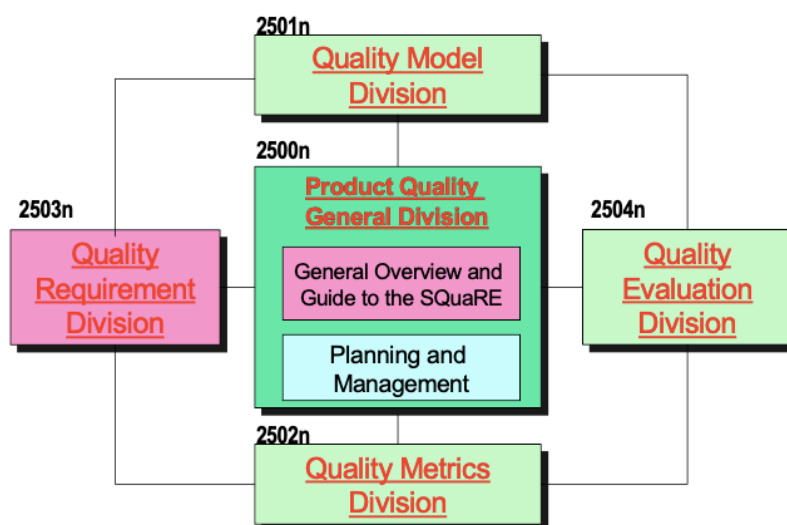 2501n
Quality Model
Division
2500n
Product Quality
General Division
General Overview and
Guide to the SQuaRE
Planning and
Management
2503n
Quality
Requirement
Division
2504n
Quality
Evaluation
Division
2502n
Quality Metrics
Division